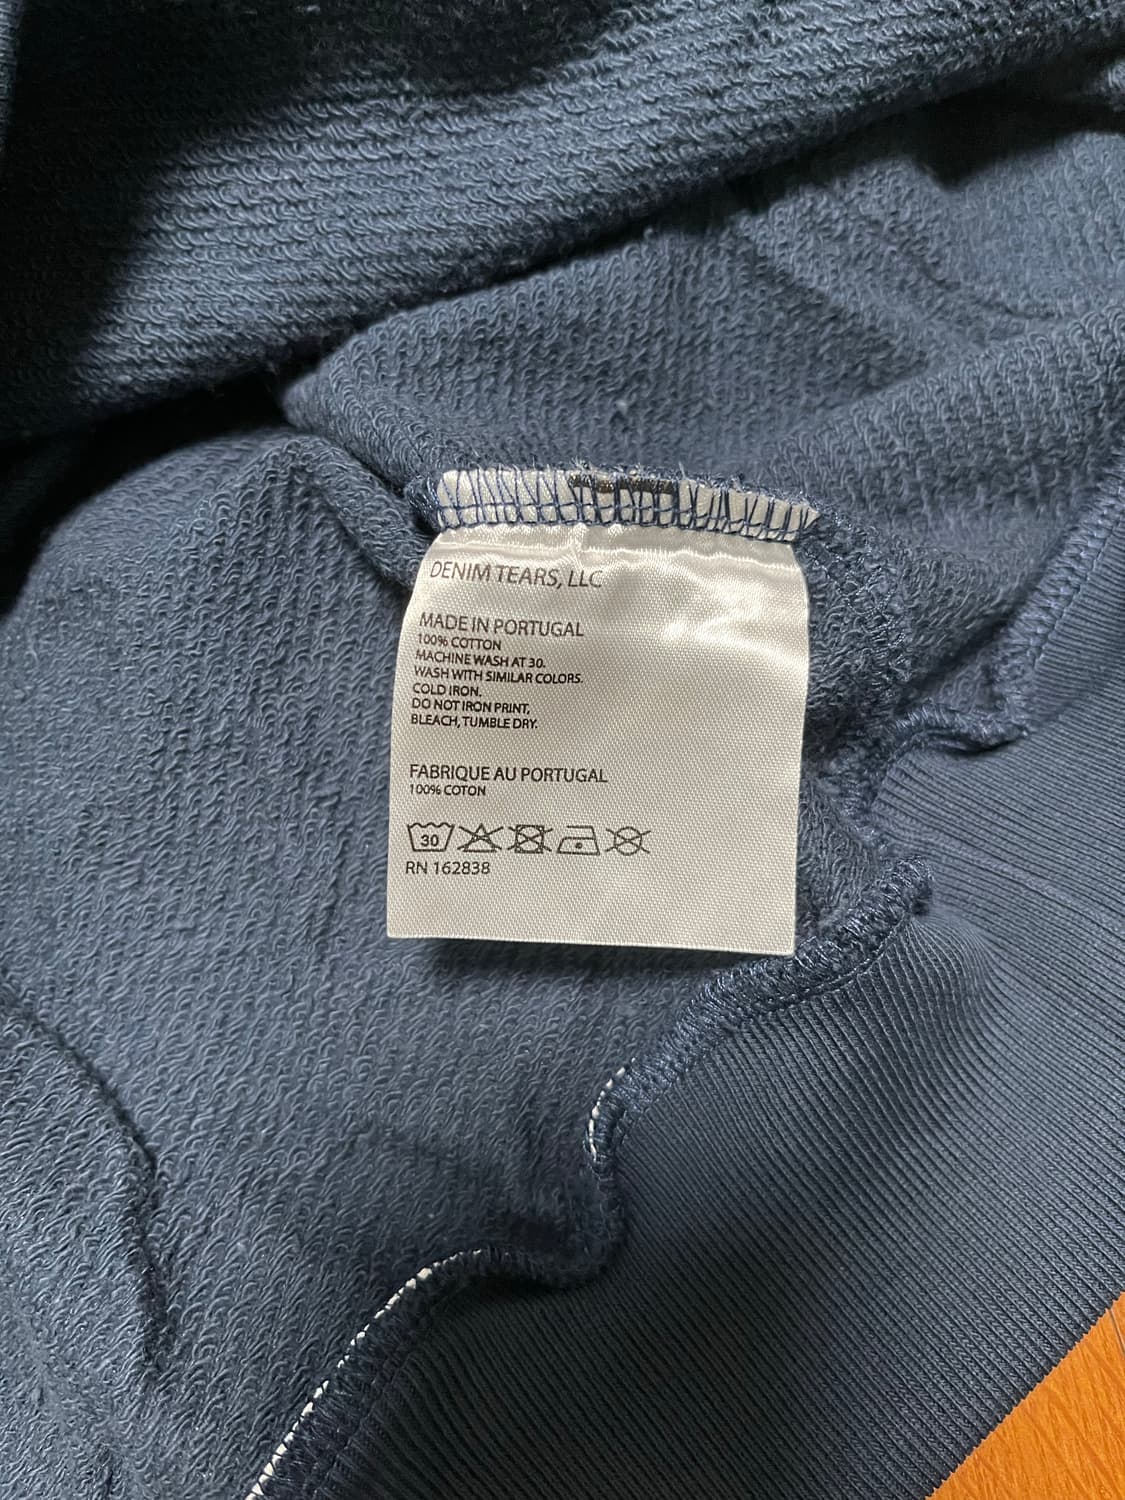 DENIM TEARS, LLC
MADE IN PORTUGAL
100% COTTON
MACHINE WASH AT 30.
WASH WITH SIMILAR COLORS.
COLD IRON.
DO NOT IRON PRINT,
BLEACH, TUMBLE DRY.
FABRIQUE AU PORTUGAL
100% COTON
30
RN 162838